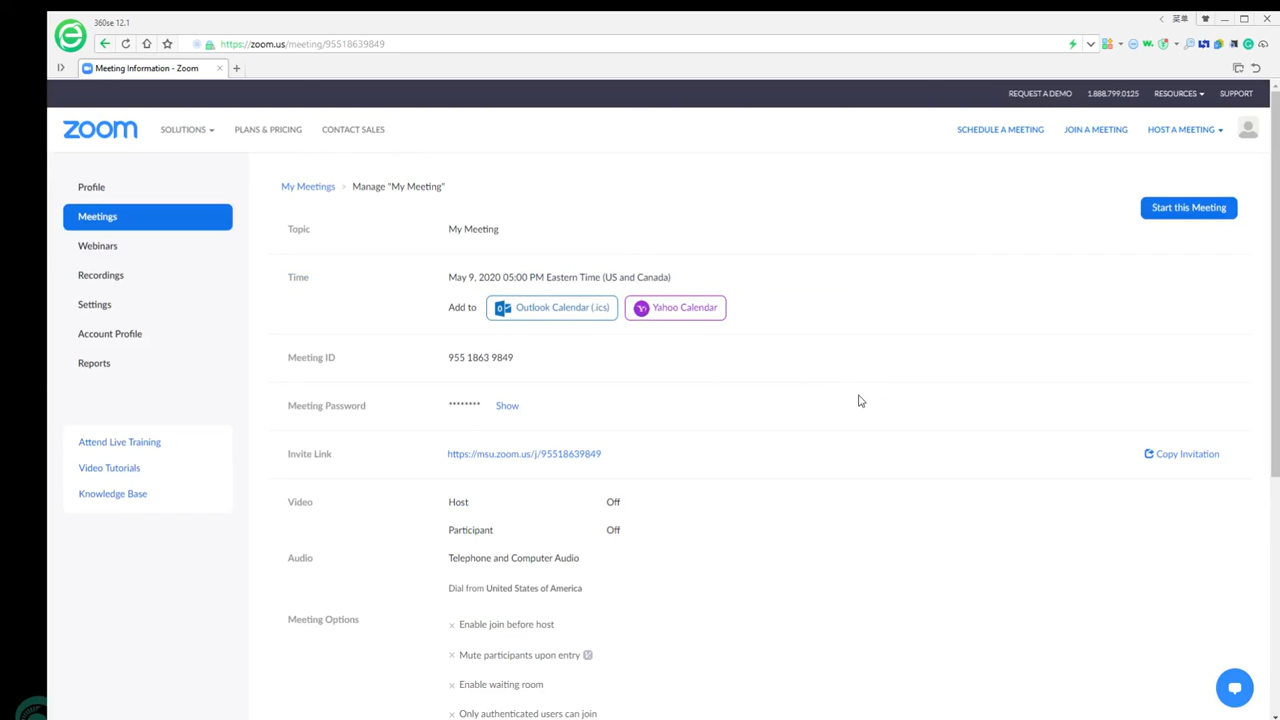 360se 12.1
菜单
https://zoom.us/meeting/95518639849
Meeting Information - Zoom
REQUEST A DEMO 1.888.799.0125 RESOURCES SUPPORT
zoom SOLUTIONS PLANS & PRICING CONTACT SALES SCHEDULE A MEETING JOIN A MEETING HOST A MEETING
Profile
Meetings
Webinars
Recordings
Settings
Account Profile
Reports
Attend Live Training
Video Tutorials
Knowledge Base
My Meetings > Manage "My Meeting"
Start this Meeting
Topic My Meeting
Time May 9, 2020 05:00 PM Eastern Time (US and Canada)
Add to Outlook Calendar (.ics) Yahoo Calendar
Meeting ID 955 1863 9849
Meeting Password ******** Show
Invite Link https://msu.zoom.us/j/95518639849 Copy Invitation
Video Host Off
Participant Off
Audio Telephone and Computer Audio
Dial from United States of America
Meeting Options × Enable join before host
× Mute participants upon entry
× Enable waiting room
× Only authenticated users can join